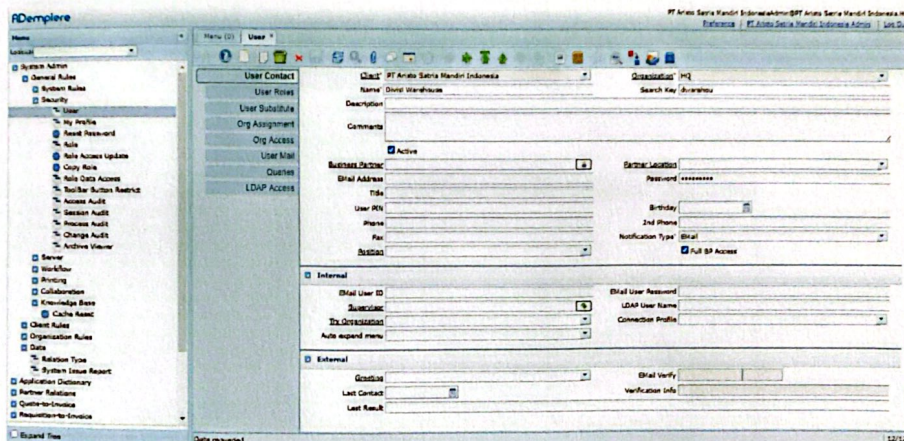 ADempiere
Preference | PT Aristo Satria Mandiri Indonesia Admin | Log Ou
Menu
Menu (0) User
Lookup
System Admin
General Rules
System Rules
Security
User
My Profile
Reset Password
Role
Role Access Update
Copy Role
Role Data Access
ToolBar Button Restrict
Access Audit
Session Audit
Process Audit
Change Audit
Archive Viewer
Server
Workflow
Printing
Collaboration
Knowledge Base
Cache Reset
Client Rules
Organization Rules
Data
Relation Type
System Issue Report
Application Dictionary
Partner Relations
Quote-to-Invoice
Requisition-to-Invoice
Expand Tree
User Contact
User Roles
User Substitute
Org Assignment
Org Access
User Mail
Queries
LDAP Access
Client* PT Aristo Satria Mandiri Indonesia Organization* HQ
Name* Divisi Warehouse Search Key
Description
Comments
Active
Business Partner Partner Location
EMail Address Password *********
Title
User PIN Birthday
Phone 2nd Phone
Fax Notification Type* EMail
Position Full BP Access
Internal
EMail User ID EMail User Password
Supervisor LDAP User Name
Trx Organization Connection Profile
Auto expand menu
External
Greeting EMail Verify
Last Contact Verification Info
Last Result
Data requeried